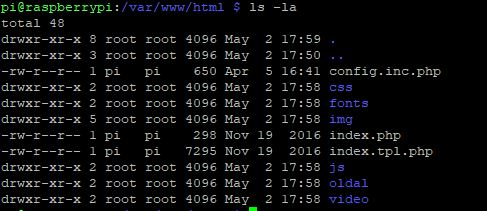 pi@raspberrypi:/var/www/html $ ls -la
total 48
drwxr-xr-x 8 root root 4096 May  2 17:59 .
drwxr-xr-x 3 root root 4096 May  2 17:50 ..
-rw-r--r-- 1 pi   pi    650 Apr  5 16:41 config.inc.php
drwxr-xr-x 2 root root 4096 May  2 17:58 css
drwxr-xr-x 2 root root 4096 May  2 17:58 fonts
drwxr-xr-x 5 root root 4096 May  2 17:58 img
-rw-r--r-- 1 pi   pi    298 Nov 19  2016 index.php
-rw-r--r-- 1 pi   pi   7295 Nov 19  2016 index.tpl.php
drwxr-xr-x 2 root root 4096 May  2 17:58 js
drwxr-xr-x 2 root root 4096 May  2 17:58 oldal
drwxr-xr-x 2 root root 4096 May  2 17:58 video